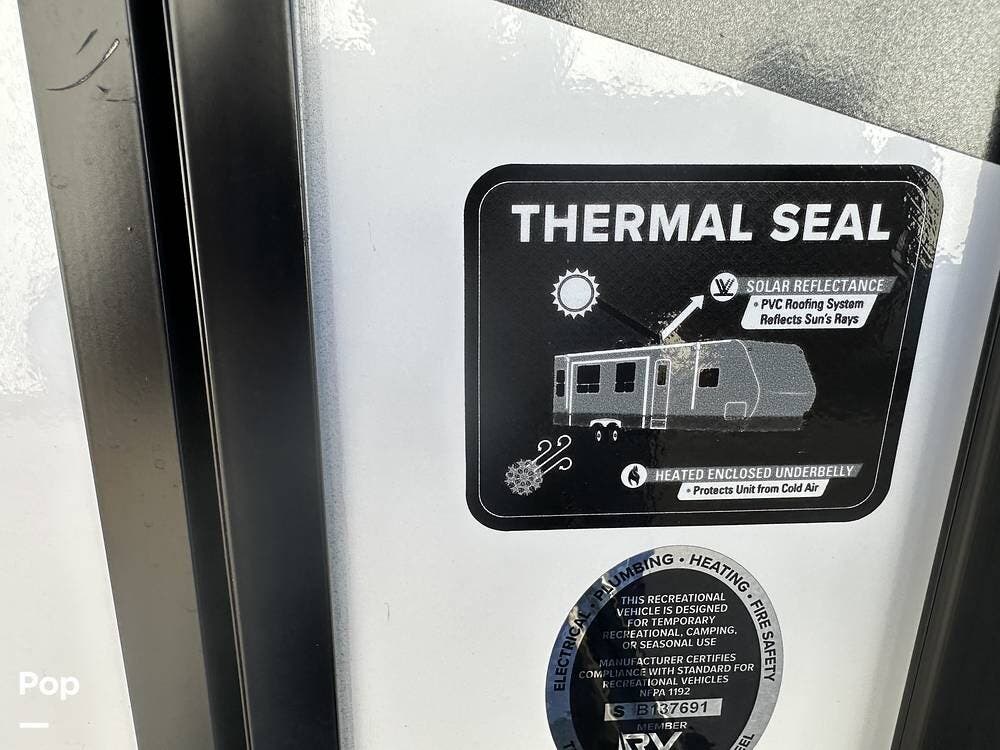 THERMAL SEAL
SOLAR REFLECTANCE
• PVC Roofing System
Reflects Sun's Rays
HEATED ENCLOSED UNDERBELLY
• Protects Unit from Cold Air
ELECTRICAL • PLUMBING • HEATING • FIRE SAFETY
THIS RECREATIONAL
VEHICLE IS DESIGNED
FOR TEMPORARY
RECREATIONAL, CAMPING,
OR SEASONAL USE
MANUFACTURER CERTIFIES
COMPLIANCE WITH STANDARD FOR
RECREATIONAL VEHICLES
NFPA 1192
S B137691
MEMBER
RV
Pop